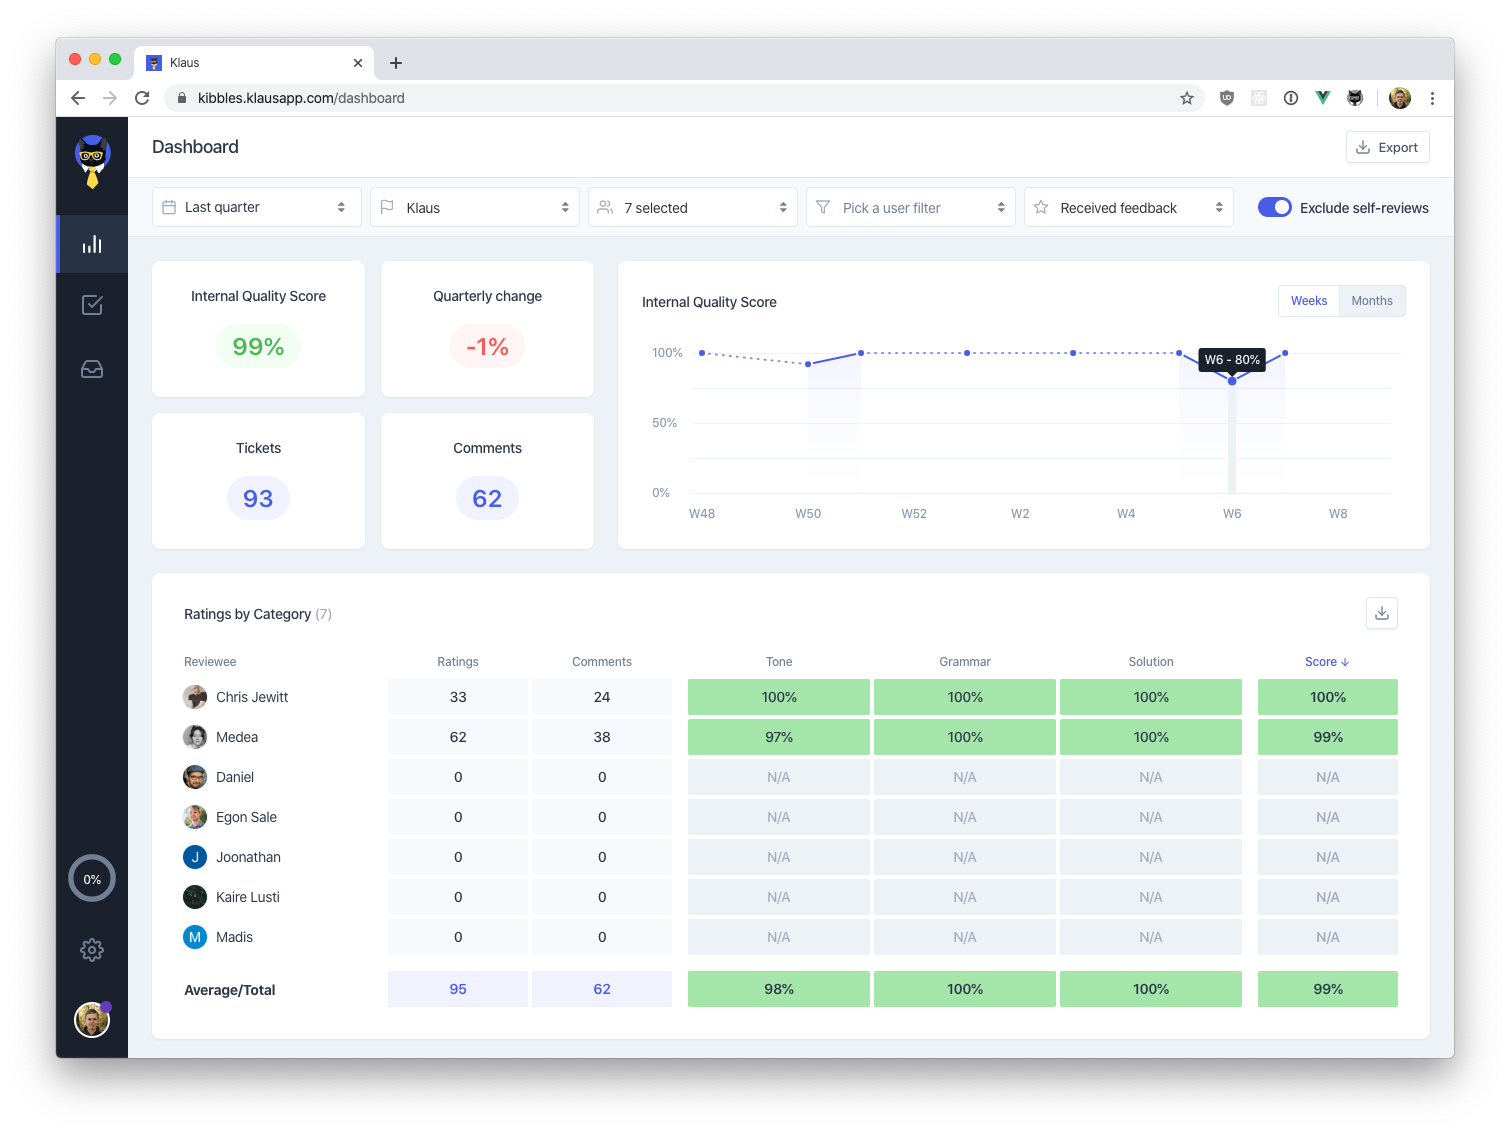 Klaus
kibbles.klausapp.com/dashboard
Dashboard
Export
Last quarter
Klaus
7 selected
Pick a user filter
Received feedback
Exclude self-reviews
Internal Quality Score
99%
Quarterly change
-1%
Tickets
93
Comments
62
Internal Quality Score
Weeks Months
100%
W6 - 80%
50%
0%
W48 W50 W52 W2 W4 W6 W8
Ratings by Category (7)
Reviewee Ratings Comments Tone Grammar Solution Score ↓
Chris Jewitt 33 24 100% 100% 100% 100%
Medea 62 38 97% 100% 100% 99%
Daniel 0 0 N/A N/A N/A N/A
Egon Sale 0 0 N/A N/A N/A N/A
J Joonathan 0 0 N/A N/A N/A N/A
Kaire Lusti 0 0 N/A N/A N/A N/A
M Madis 0 0 N/A N/A N/A N/A
Average/Total 95 62 98% 100% 100% 99%
0%